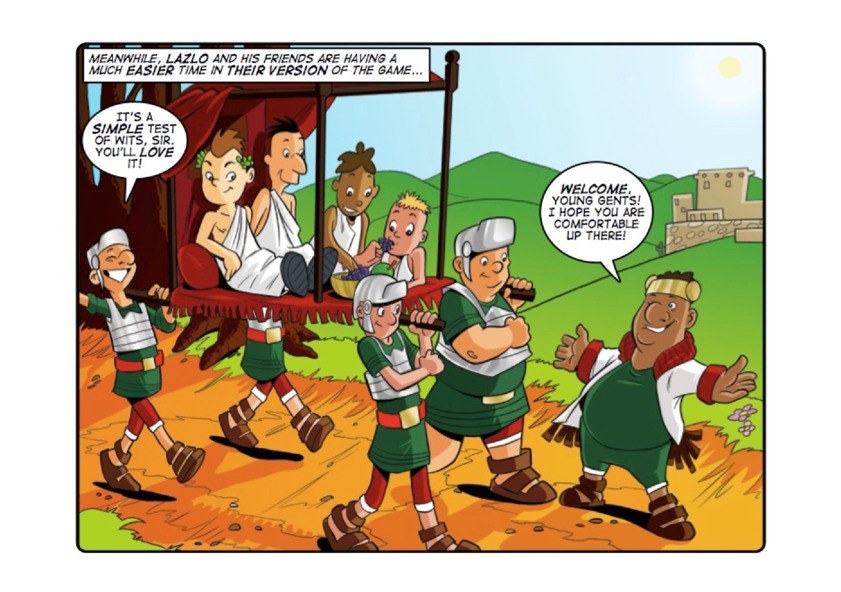 MEANWHILE, LAZLO AND HIS FRIENDS ARE HAVING A
MUCH EASIER TIME IN THEIR VERSION OF THE GAME...
IT'S A
SIMPLE TEST
OF WITS, SIR.
YOU'LL LOVE
IT!
WELCOME,
YOUNG GENTS!
I HOPE YOU ARE
COMFORTABLE
UP THERE!